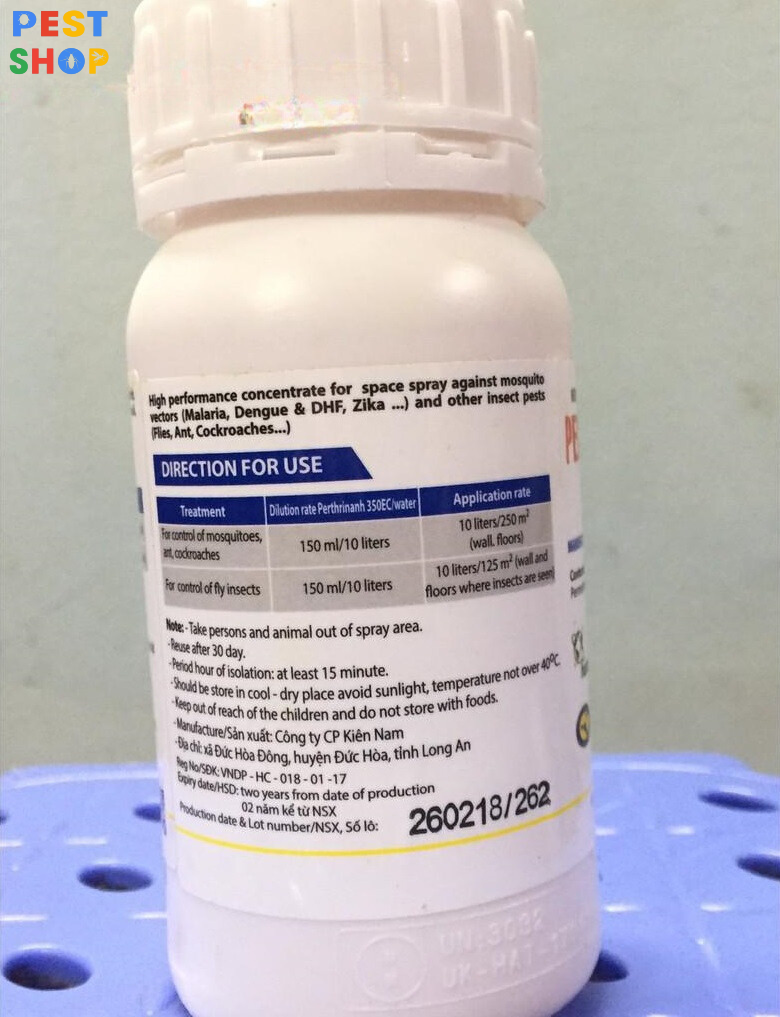 PEST
SHOP
High performance concentrate for space spray against mosquito
vectors (Malaria, Dengue & DHF, Zika ...) and other insect pests
(Flies, Ant, Cockroaches...)
DIRECTION FOR USE
Treatment
Dilution rate Perthrinanh 350EC/water
Application rate
For control of mosquitoes,
ant, cockroaches
150 ml/10 liters
10 liters/250 m²
(wall. floors)
For control of fly insects
150 ml/10 liters
10 liters/125 m² (wall and
floors where insects are seen)
Note: - Take persons and animal out of spray area.
-Reuse after 30 day.
-Period hour of isolation: at least 15 minute.
-Should be store in cool - dry place avoid sunlight, temperature not over 40⁰C.
-Keep out of reach of the children and do not store with foods.
-Manufacture/Sản xuất: Công ty CP Kiên Nam
-Địa chỉ: xã Đức Hòa Đông, huyện Đức Hòa, tỉnh Long An
Reg No/SĐK: VNDP - HC - 018 - 01 -17
Expiry date/HSD: two years from date of production
02 năm kể từ NSX
Production date & Lot number/NSX, Số lô:
260218/262
PE
UN:3082